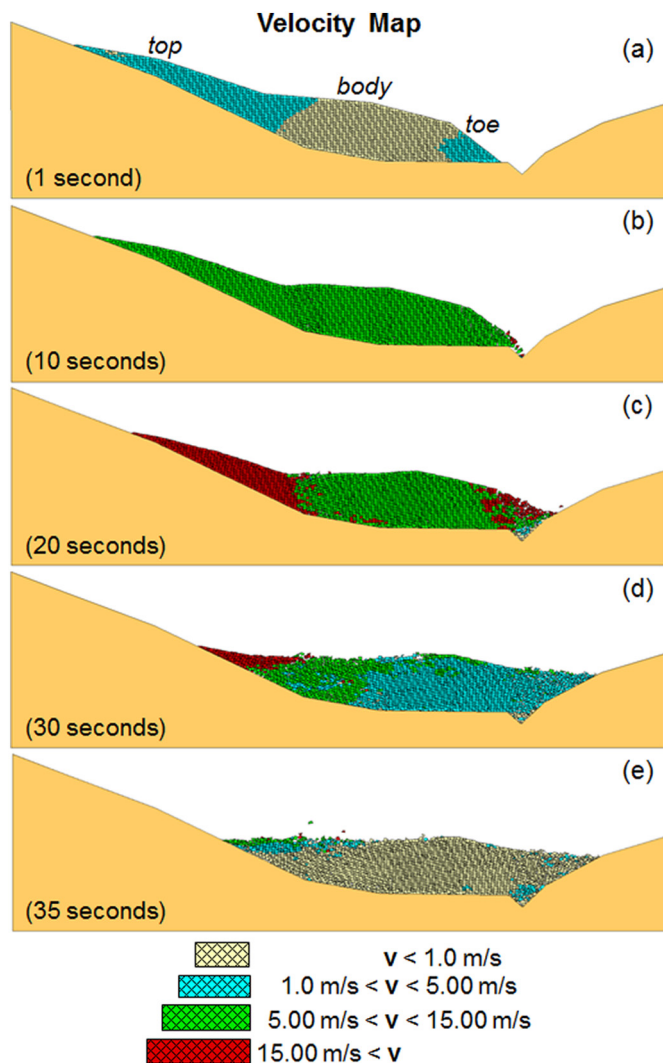 Velocity Map
(a)
top
body
toe
(1 second)
(b)
(10 seconds)
(c)
(20 seconds)
(d)
(30 seconds)
(e)
(35 seconds)
v < 1.0 m/s
1.0 m/s < v < 5.00 m/s
5.00 m/s < v < 15.00 m/s
15.00 m/s < v